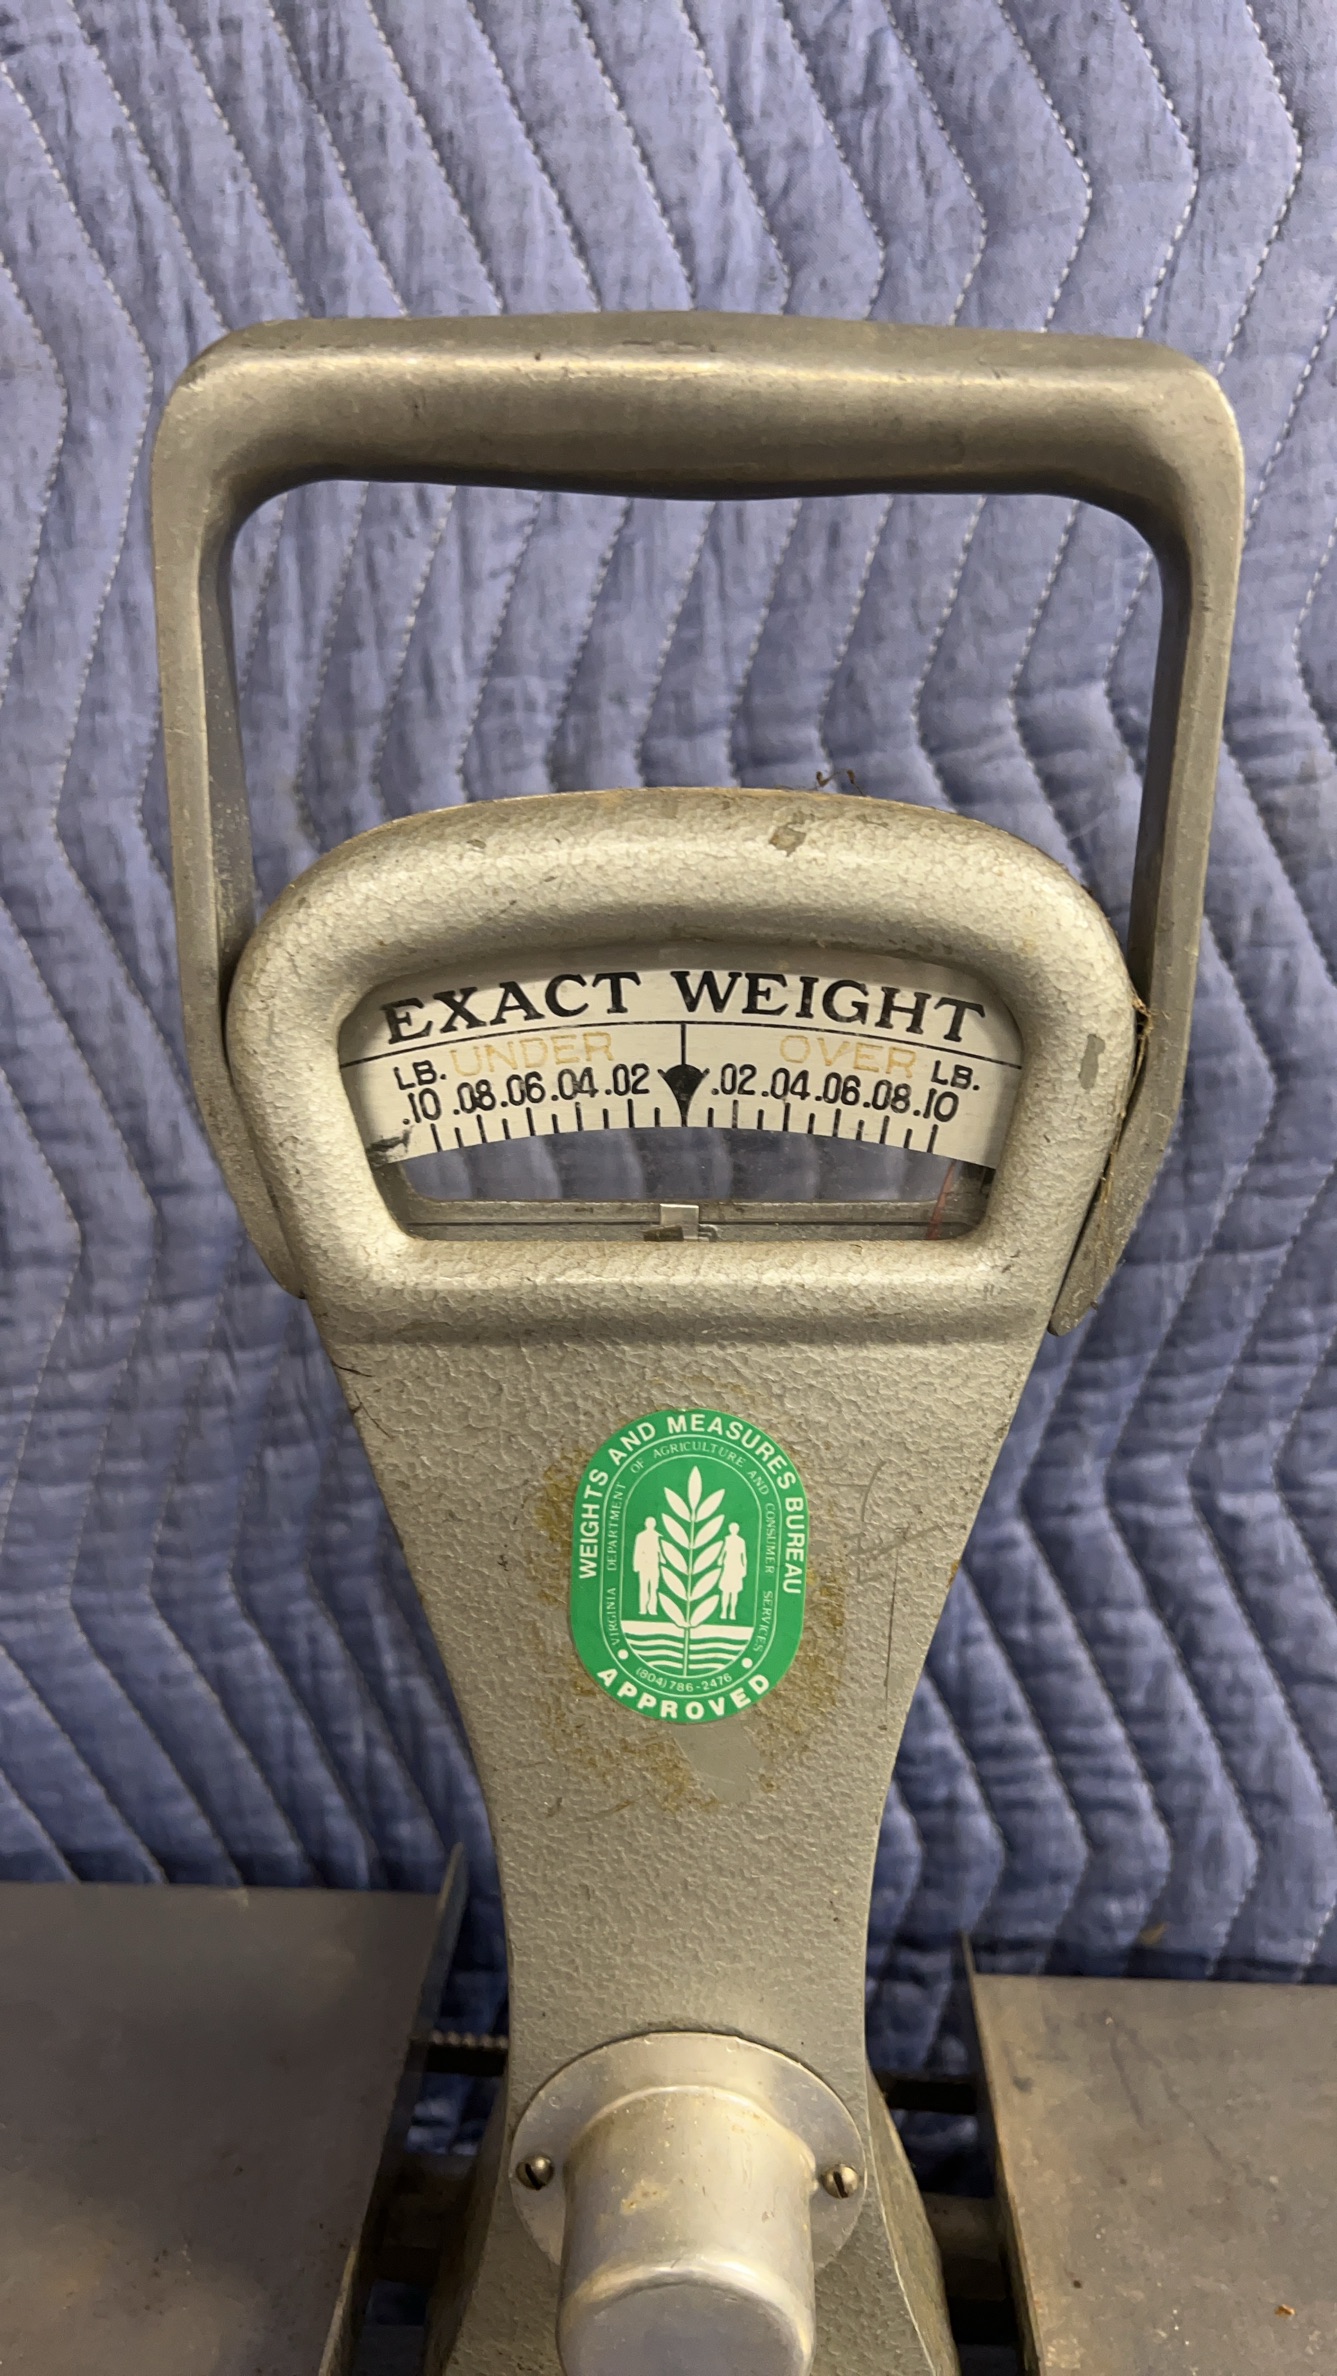 EXACT WEIGHT
UNDER OVER
LB. LB.
.10 .08 .06 .04 .02 .02 .04 .06 .08 .10
WEIGHTS AND MEASURES BUREAU
VIRGINIA DEPARTMENT OF AGRICULTURE AND CONSUMER SERVICES
(804) 786-2476
APPROVED